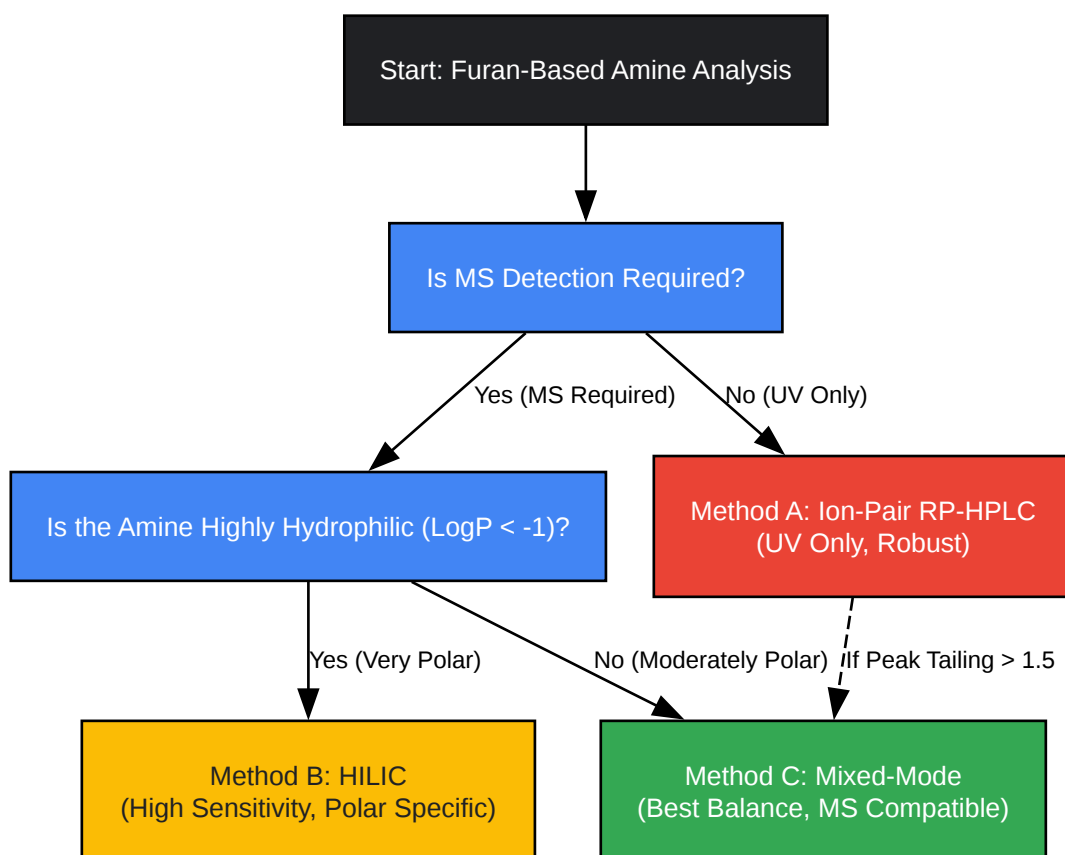 Start: Furan-Based Amine Analysis
Is MS Detection Required?
Yes (MS Required)
No (UV Only)
Is the Amine Highly Hydrophilic (LogP < -1)?
Method A: Ion-Pair RP-HPLC
(UV Only, Robust)
Yes (Very Polar)
No (Moderately Polar)
If Peak Tailing > 1.5
Method B: HILIC
(High Sensitivity, Polar Specific)
Method C: Mixed-Mode
(Best Balance, MS Compatible)